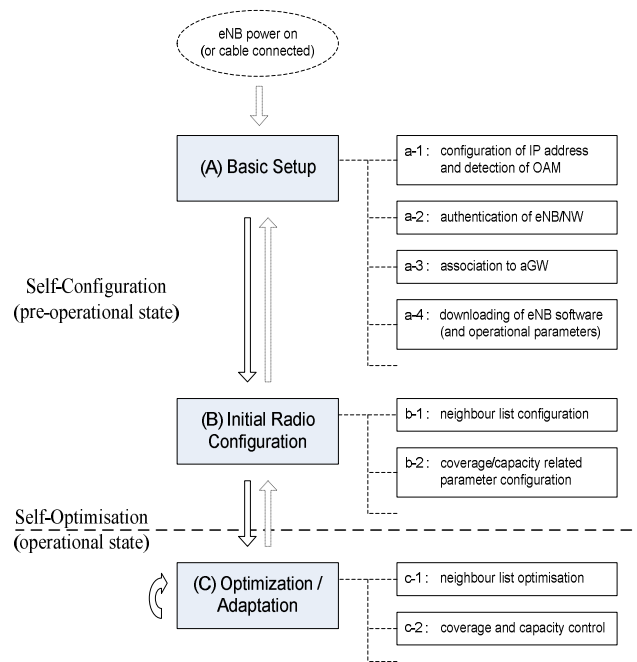 eNB power on
(or cable connected)
(A) Basic Setup
a-1 : configuration of IP address
and detection of OAM
a-2 : authentication of eNB/NW
a-3 : association to aGW
a-4 : downloading of eNB software
(and operational parameters)
Self-Configuration
(pre-operational state)
(B) Initial Radio
Configuration
b-1 : neighbour list configuration
b-2 : coverage/capacity related
parameter configuration
Self-Optimisation
(operational state)
(C) Optimization /
Adaptation
c-1 : neighbour list optimisation
c-2 : coverage and capacity control